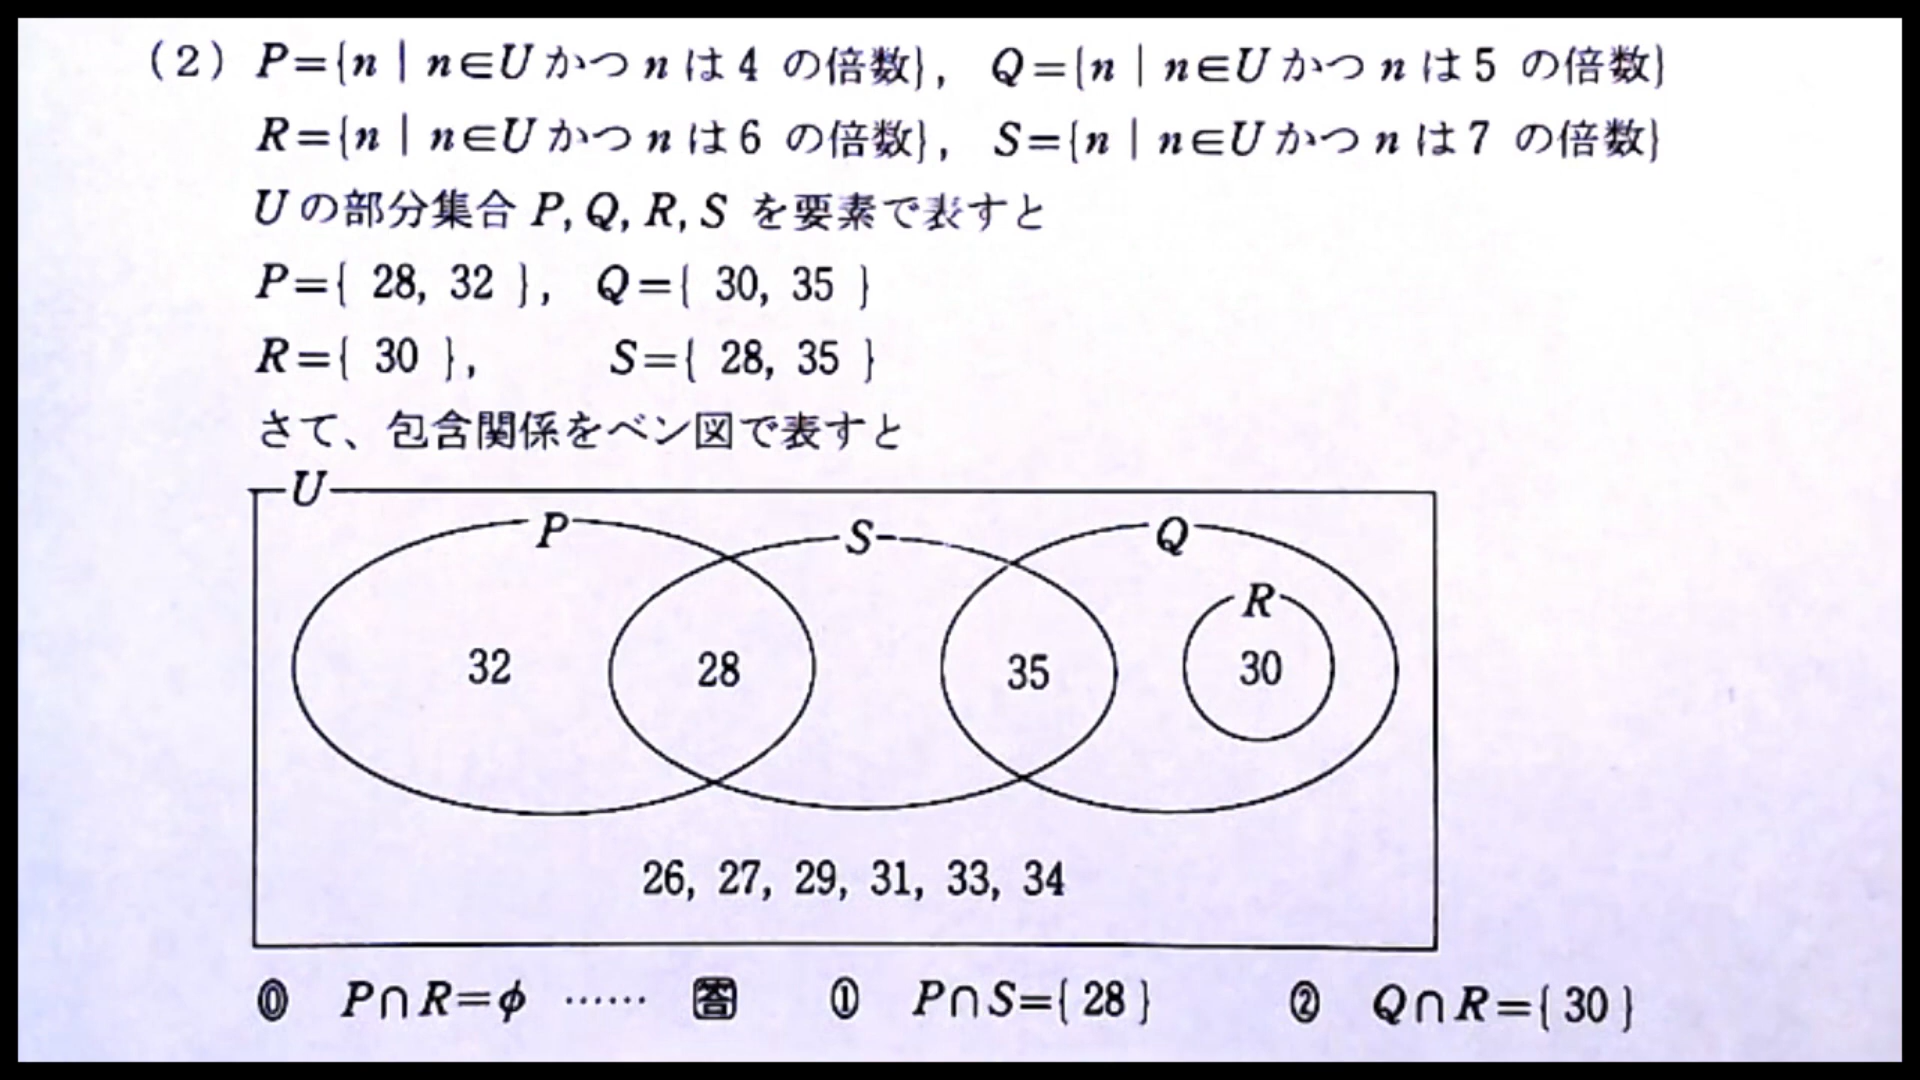 (2) P={n | n∈U かつ n は 4 の倍数}, Q={n | n∈U かつ n は 5 の倍数}
R={n | n∈U かつ n は 6 の倍数}, S={n | n∈U かつ n は 7 の倍数}
U の部分集合 P, Q, R, S を要素で表すと
P={ 28, 32 }, Q={ 30, 35 }
R={ 30 }, S={ 28, 35 }
さて、包含関係をベン図で表すと
U
P S Q
R
32 28 35 30
26, 27, 29, 31, 33, 34
⓪ P∩R=φ …… 答 ① P∩S={ 28 } ② Q∩R={ 30 }